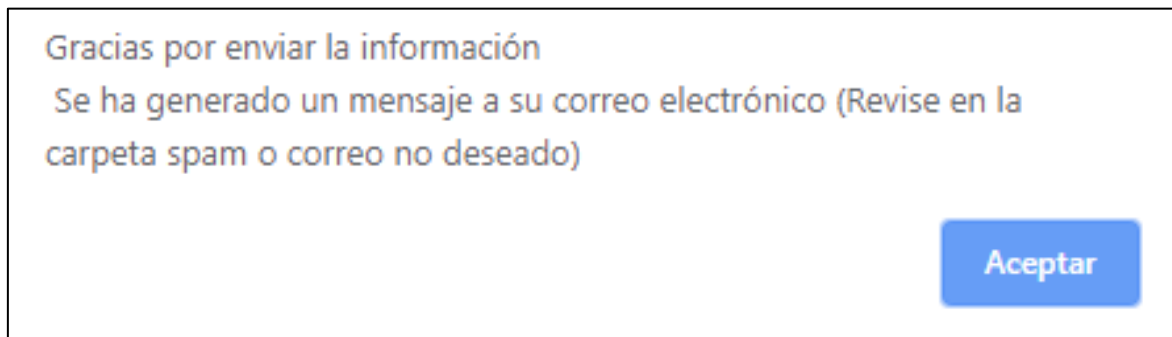 Gracias por enviar la información
Se ha generado un mensaje a su correo electrónico (Revise en la
carpeta spam o correo no deseado)
Aceptar